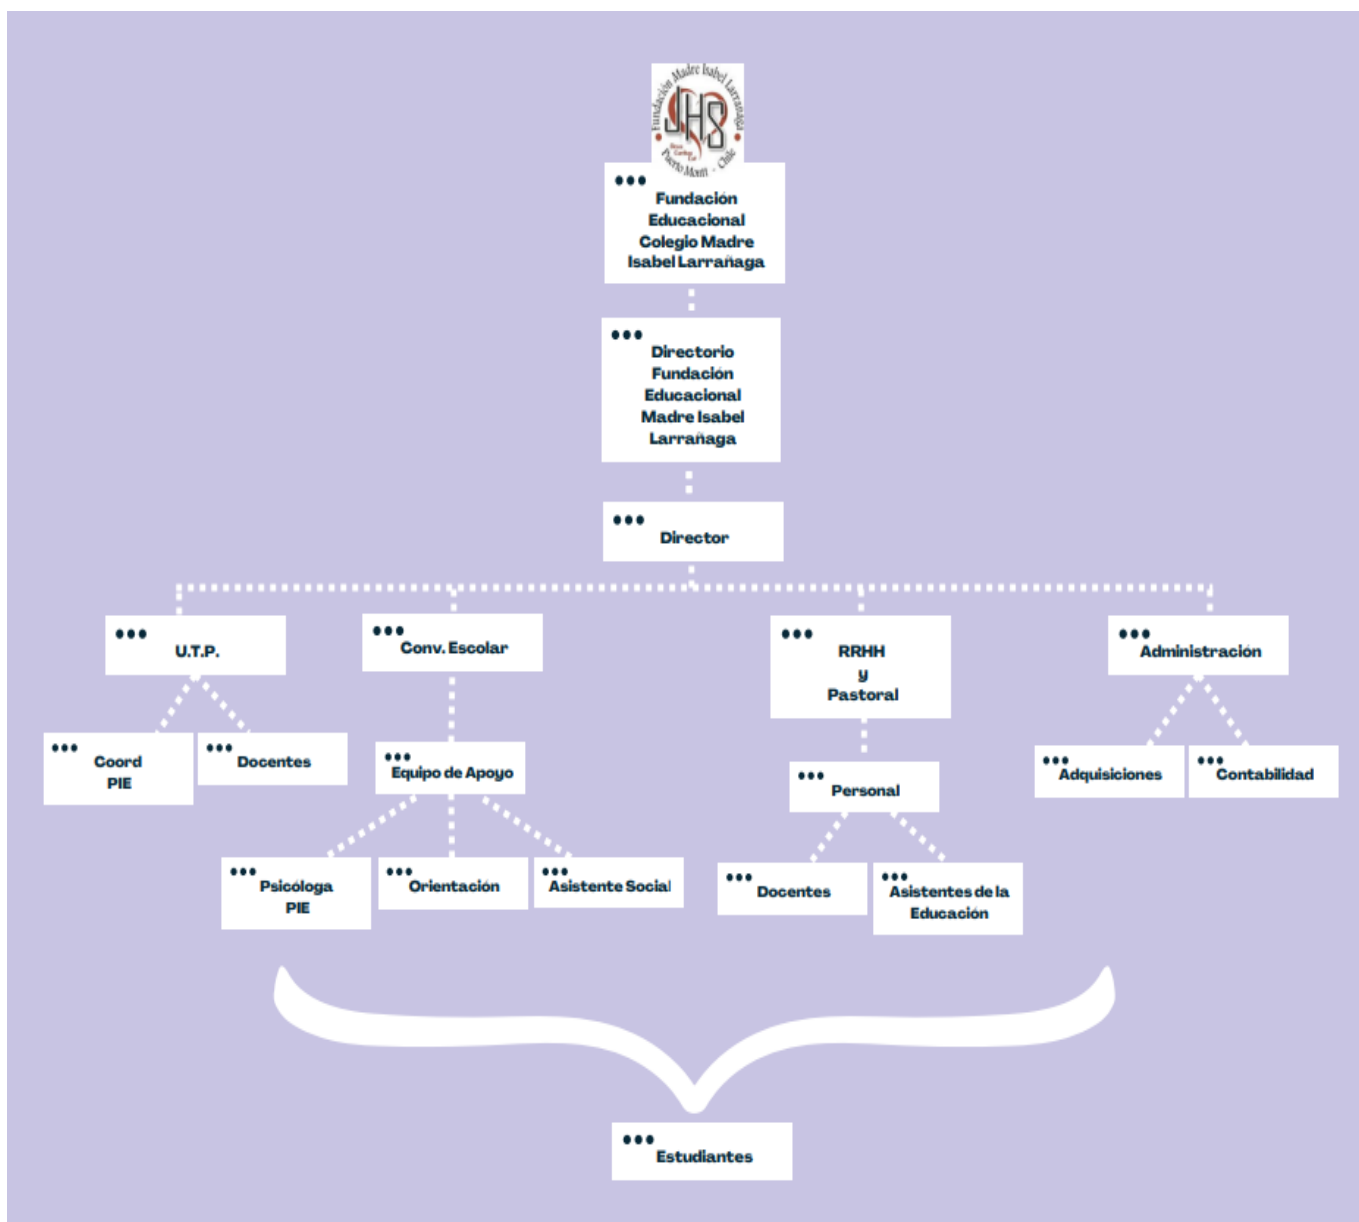 Fundación Madre Isabel Larrañaga
JHS
Puerto Montt - Chile
Fundación
Educacional
Colegio Madre
Isabel Larrañaga
Directorio
Fundación
Educacional
Madre Isabel
Larrañaga
Director
U.T.P.
Conv. Escolar
RRHH
y
Pastoral
Administración
Coord
PIE
Docentes
Equipo de Apoyo
Personal
Adquisiciones
Contabilidad
Psicóloga
PIE
Orientación
Asistente Social
Docentes
Asistentes de la
Educación
Estudiantes